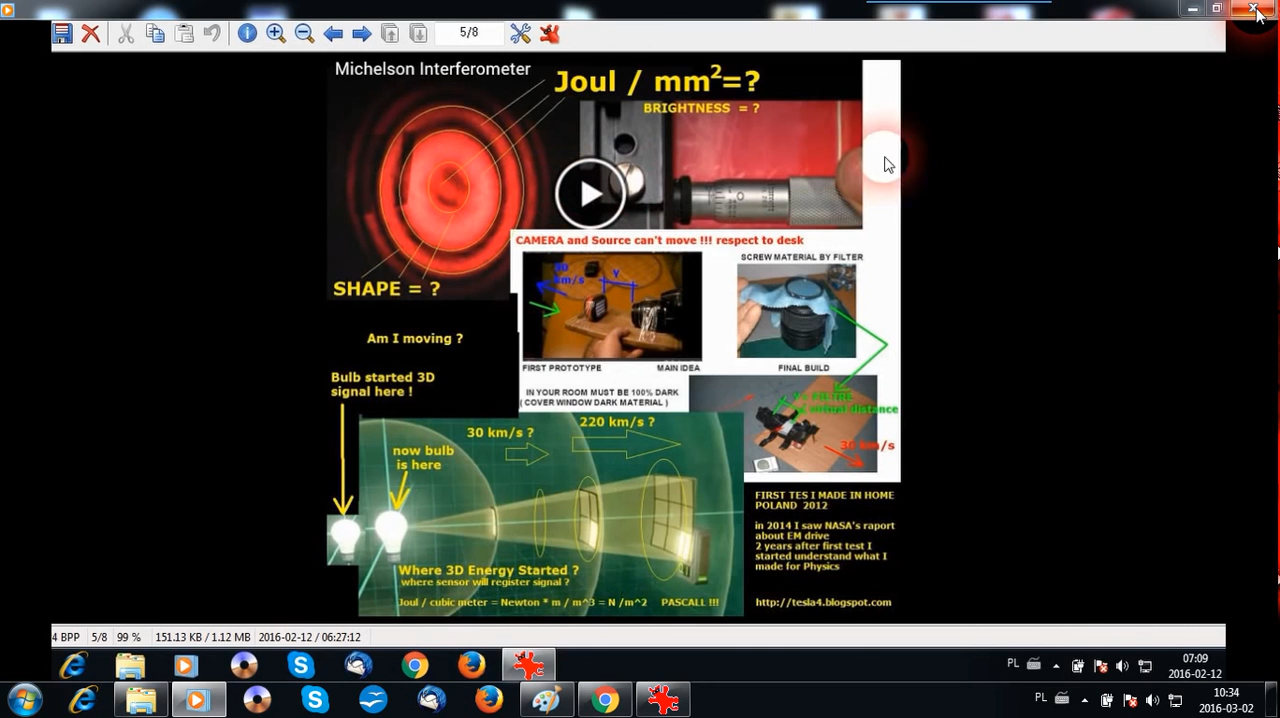 5/8
Michelson Interferometer
Joul / mm²=?
BRIGHTNESS = ?
CAMERA and Source can't move !!! respect to desk
SCREW MATERIAL BY FILTER
km/s
Y
SHAPE = ?
Am I moving ?
FIRST PROTOTYPE
MAIN IDEA
FINAL BUILD
Bulb started 3D
signal here !
IN YOUR ROOM MUST BE 100% DARK
( COVER WINDOW DARK MATERIAL )
virtual distance
30 km/s ?
220 km/s ?
30 km/s
now bulb
is here
FIRST TES I MADE IN HOME
POLAND 2012
in 2014 I saw NASA's raport
about EM drive
2 years after first test I
started understand what I
made for Physics
Where 3D Energy Started ?
where sensor will register signal ?
Joul / cubic meter = Newton * m / m^3 = N /m^2 PASCALL !!!
http://tesla4.blogspot.com
4 BPP
5/8
99 %
151.13 KB / 1.12 MB
2016-02-12 / 06:27:12
PL
07:09
2016-02-12
PL
10:34
2016-03-02